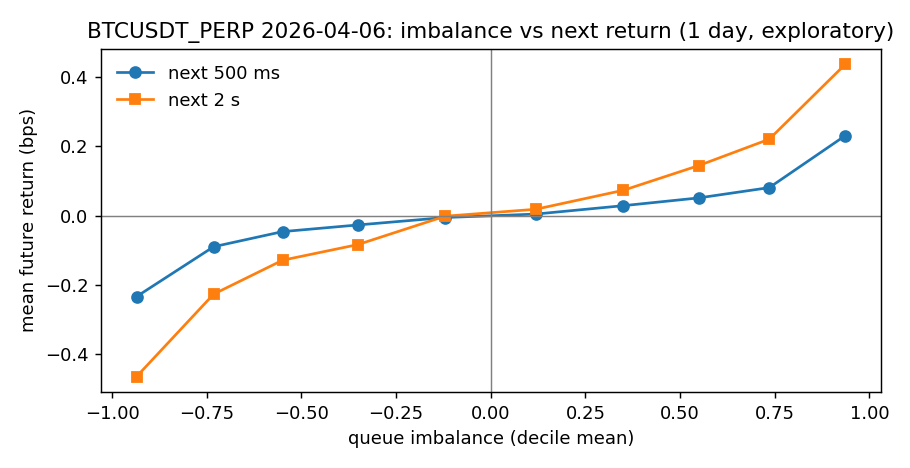 BTCUSDT_PERP 2026-04-06: imbalance vs next return (1 day, exploratory)
next 500 ms
next 2 s
mean future return (bps)
0.4
0.2
0.0
−0.2
−0.4
−1.00 −0.75 −0.50 −0.25 0.00 0.25 0.50 0.75 1.00
queue imbalance (decile mean)